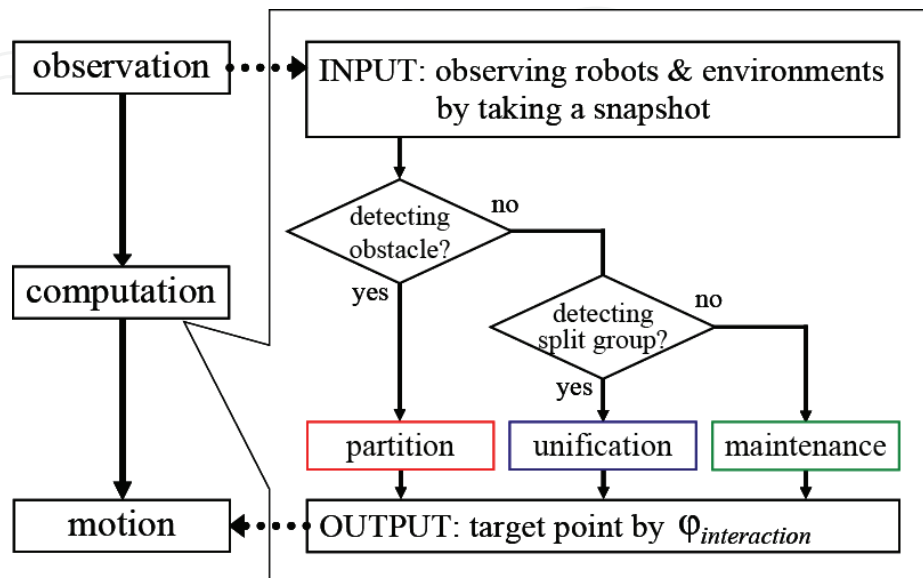 observation
computation
motion
INPUT: observing robots & environments
by taking a snapshot
detecting
obstacle?
no
yes
detecting
split group?
no
yes
partition
unification
maintenance
OUTPUT: target point by φinteraction